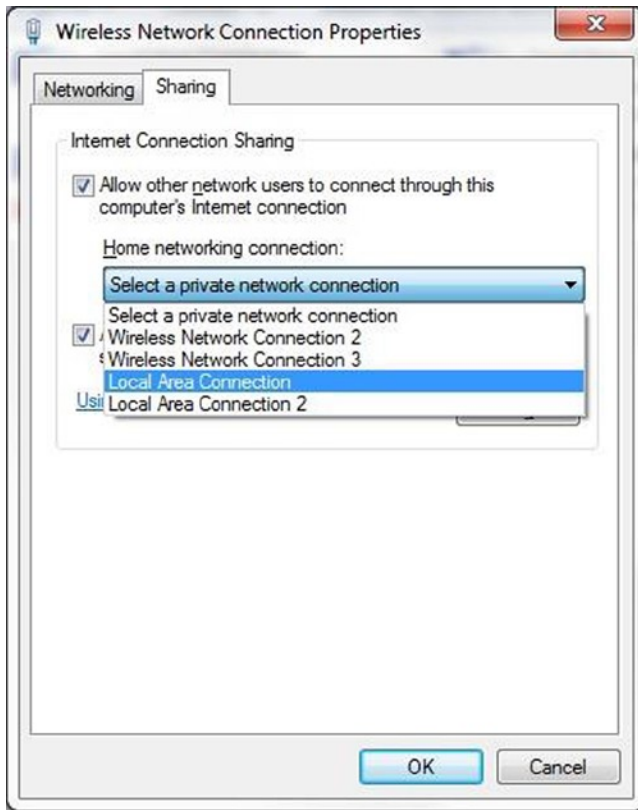 Wireless Network Connection Properties
Networking
Sharing
Internet Connection Sharing
Allow other network users to connect through this
computer's Internet connection
Home networking connection:
Select a private network connection
Select a private network connection
Wireless Network Connection 2
Wireless Network Connection 3
Local Area Connection
Local Area Connection 2
OK
Cancel